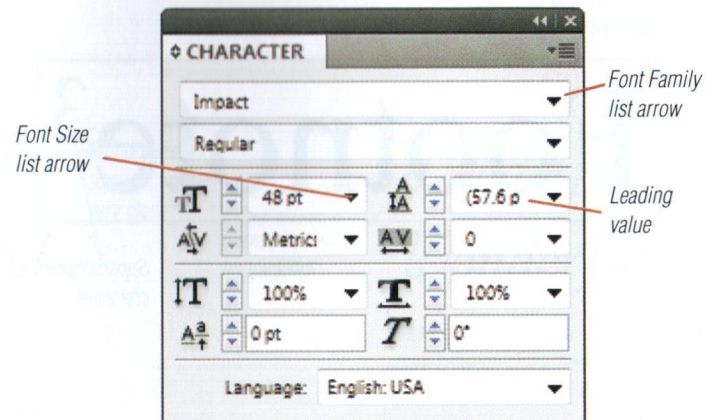 CHARACTER
Impact
Font Family
list arrow
Regular
Font Size
list arrow
48 pt
(57.6 p
Leading
value
Metrics
0
100%
100%
0 pt
0°
Language: English: USA